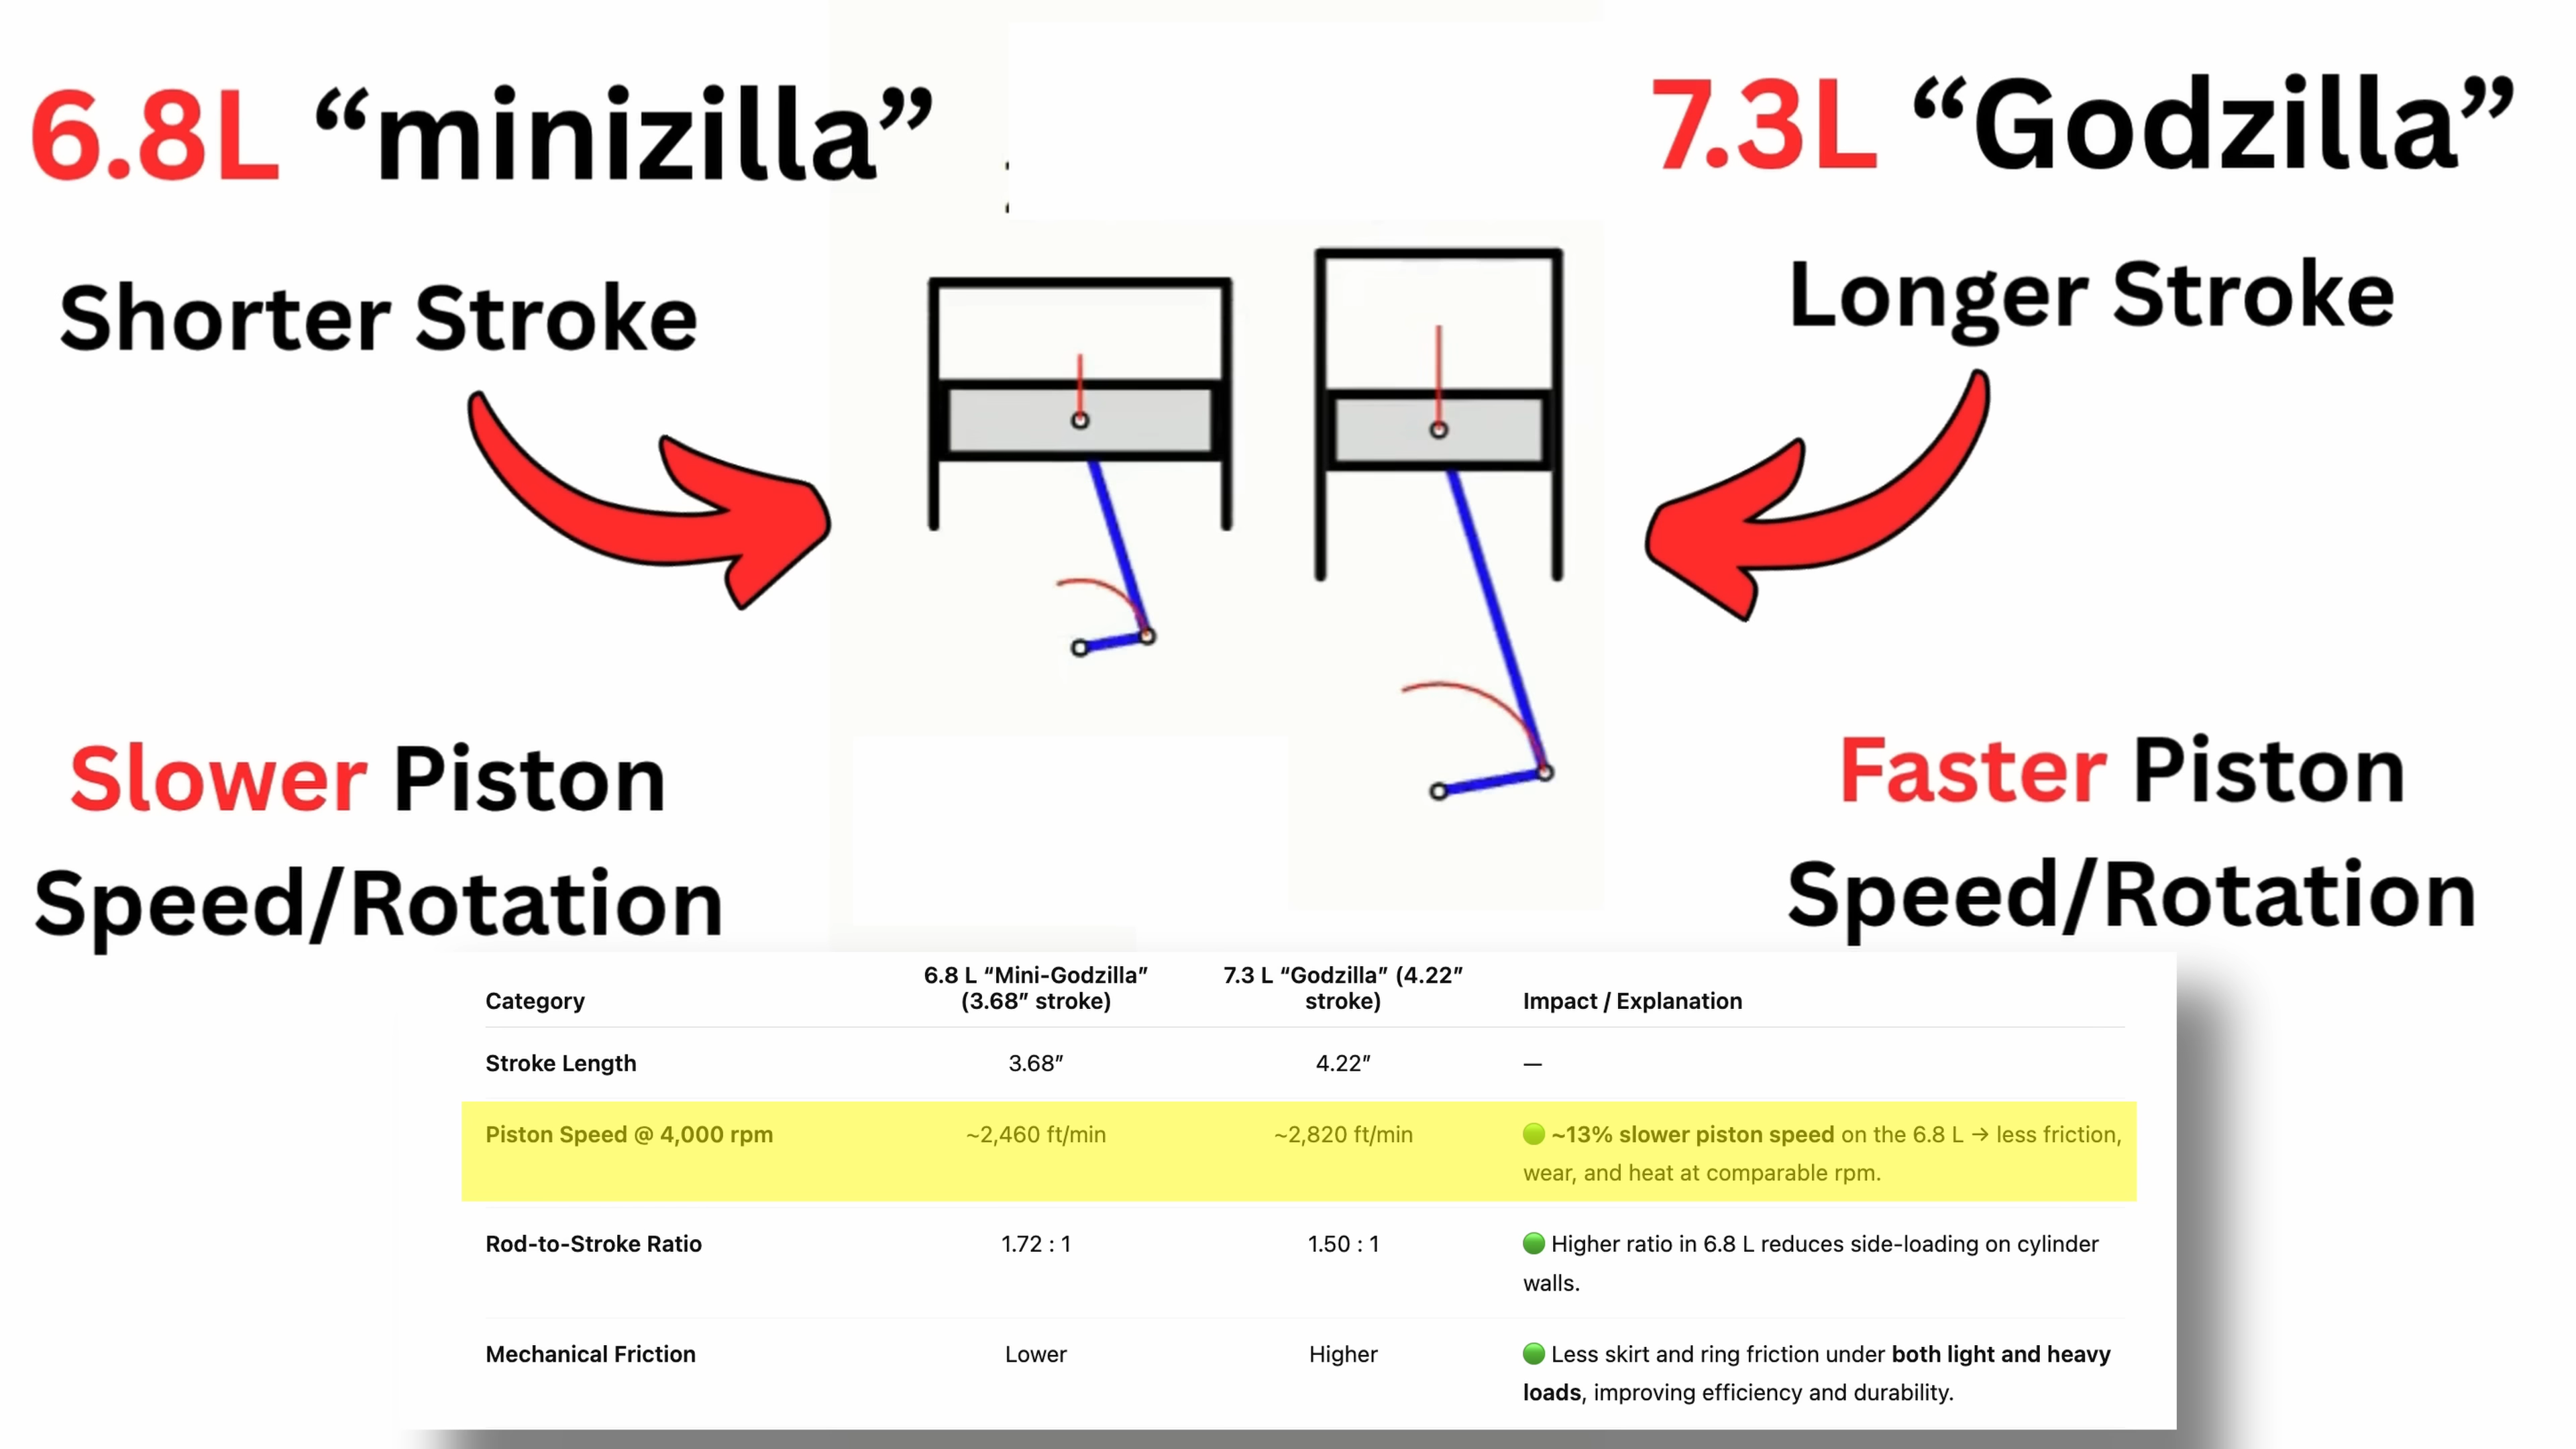 6.8L “minizilla”
Shorter Stroke
Slower Piston
Speed/Rotation
7.3L “Godzilla”
Longer Stroke
Faster Piston
Speed/Rotation
Category
6.8 L “Mini-Godzilla”
(3.68″ stroke)
7.3 L “Godzilla” (4.22″
stroke)
Impact / Explanation
Stroke Length
3.68″
4.22″
—
Piston Speed @ 4,000 rpm
~2,460 ft/min
~2,820 ft/min
🟢 ~13% slower piston speed on the 6.8 L → less friction,
wear, and heat at comparable rpm.
Rod-to-Stroke Ratio
1.72 : 1
1.50 : 1
🟢 Higher ratio in 6.8 L reduces side-loading on cylinder
walls.
Mechanical Friction
Lower
Higher
🟢 Less skirt and ring friction under both light and heavy
loads, improving efficiency and durability.